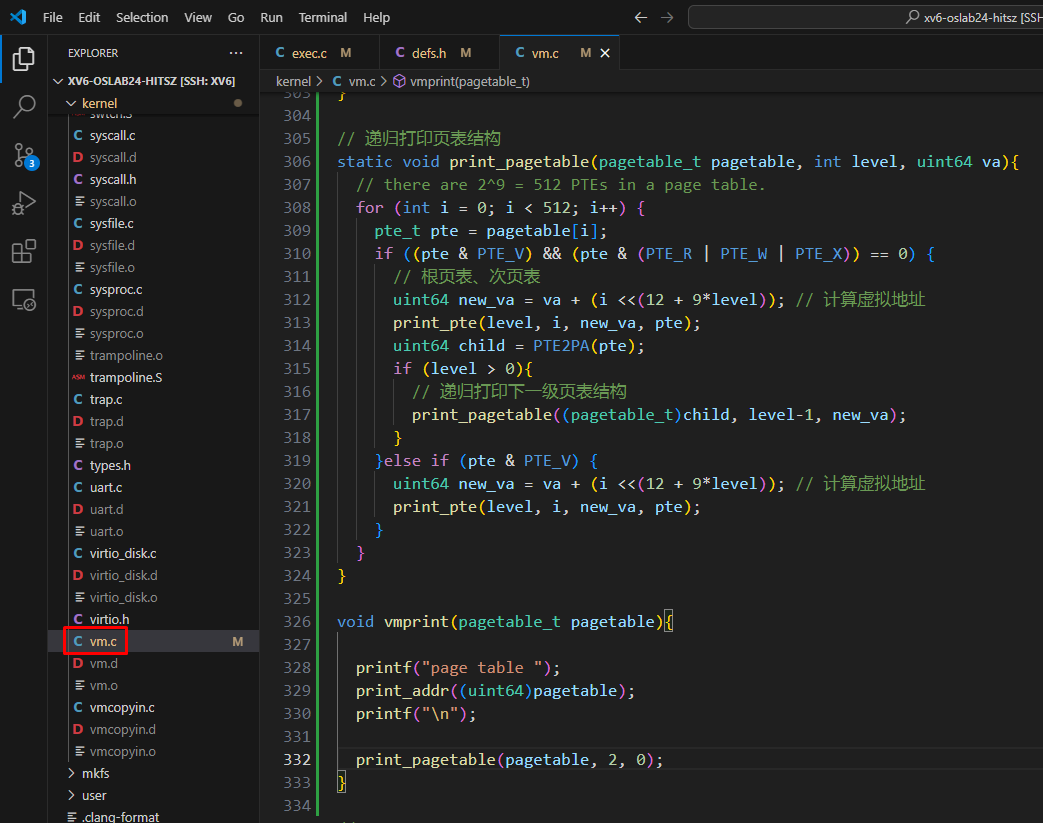 File Edit Selection View Go Run Terminal Help
xv6-oslab24-hitsz [SSH
EXPLORER
XV6-OSLAB24-HITSZ [SSH: XV6]
kernel
swtch.S
C syscall.c
D syscall.d
C syscall.h
syscall.o
C sysfile.c
D sysfile.d
sysfile.o
C sysproc.c
D sysproc.d
sysproc.o
trampoline.o
ASM trampoline.S
C trap.c
D trap.d
trap.o
C types.h
C uart.c
D uart.d
uart.o
C virtio_disk.c
D virtio_disk.d
virtio_disk.o
C virtio.h
C vm.c M
D vm.d
vm.o
C vmcopyin.c
D vmcopyin.d
vmcopyin.o
mkfs
user
.clang-format
3
C exec.c M
C defs.h M
C vm.c M
kernel > C vm.c > vmprint(pagetable_t)
303 }
304
305 // 递归打印页表结构
306 static void print_pagetable(pagetable_t pagetable, int level, uint64 va){
307 // there are 2^9 = 512 PTEs in a page table.
308 for (int i = 0; i < 512; i++) {
309 pte_t pte = pagetable[i];
310 if ((pte & PTE_V) && (pte & (PTE_R | PTE_W | PTE_X)) == 0) {
311 // 根页表、次页表
312 uint64 new_va = va + (i <<(12 + 9*level)); // 计算虚拟地址
313 print_pte(level, i, new_va, pte);
314 uint64 child = PTE2PA(pte);
315 if (level > 0){
316 // 递归打印下一级页表结构
317 print_pagetable((pagetable_t)child, level-1, new_va);
318 }
319 }else if (pte & PTE_V) {
320 uint64 new_va = va + (i <<(12 + 9*level)); // 计算虚拟地址
321 print_pte(level, i, new_va, pte);
322 }
323 }
324 }
325
326 void vmprint(pagetable_t pagetable){
327
328 printf("page table ");
329 print_addr((uint64)pagetable);
330 printf("\n");
331
332 print_pagetable(pagetable, 2, 0);
333 }
334